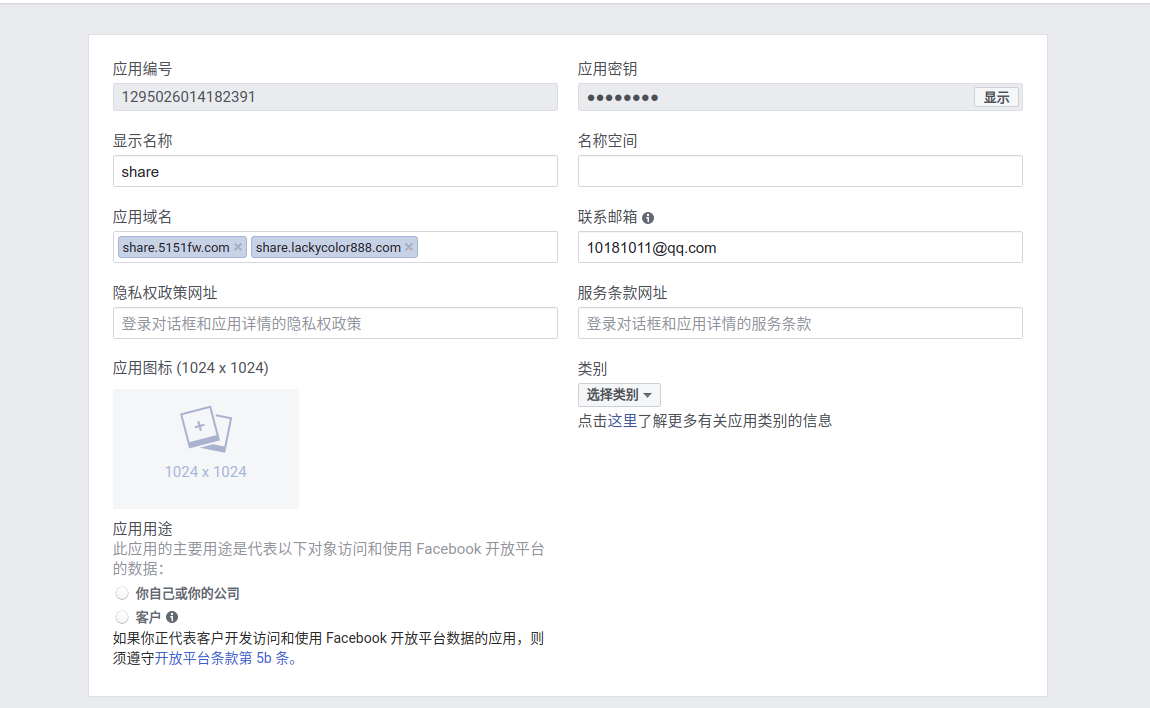 应用编号
应用密钥
1295026014182391
●●●●●●●●
显示
显示名称
名称空间
share
应用域名
联系邮箱
share.5151fw.com ×
share.lackycolor888.com ×
10181011@qq.com
隐私权政策网址
服务条款网址
登录对话框和应用详情的隐私权政策
登录对话框和应用详情的服务条款
应用图标 (1024 x 1024)
类别
选择类别
点击这里了解更多有关应用类别的信息
1024 x 1024
应用用途
此应用的主要用途是代表以下对象访问和使用 Facebook 开放平台
的数据：
你自己或你的公司
客户
如果你正代表客户开发访问和使用 Facebook 开放平台数据的应用，则
须遵守开放平台条款第 5b 条。